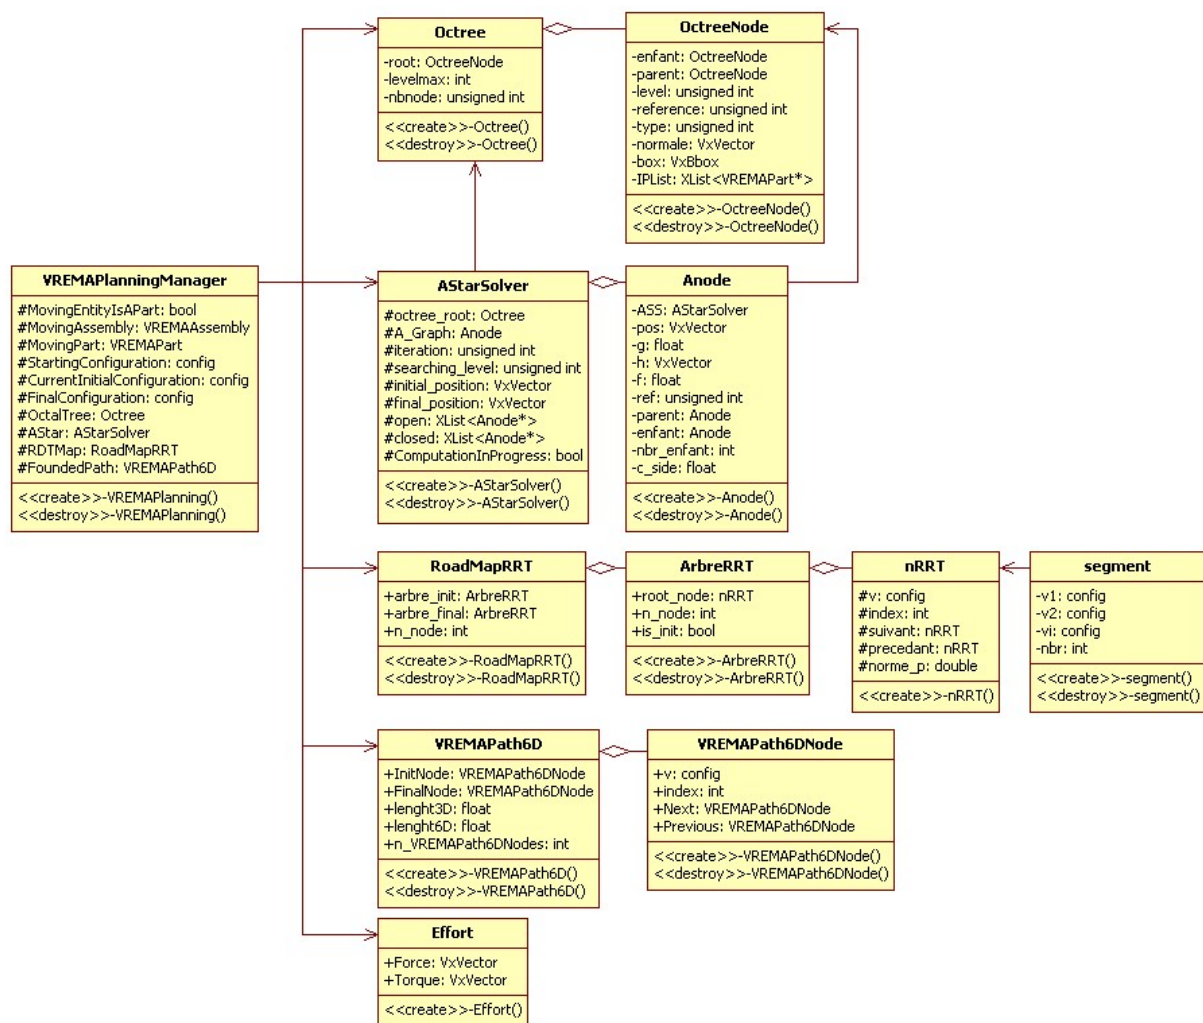 Octree
-root: OctreeNode
-levelmax: int
-nbnode: unsigned int
<<create>>-Octree()
<<destroy>>-Octree()
OctreeNode
-enfant: OctreeNode
-parent: OctreeNode
-level: unsigned int
-reference: unsigned int
-type: unsigned int
-normale: VxVector
-box: VxBbox
-IPList: XList<VREMAPart*>
<<create>>-OctreeNode()
<<destroy>>-OctreeNode()
VREMAPlanningManager
#MovingEntityIsAPart: bool
#MovingAssembly: VREMAAssembly
#MovingPart: VREMAPart
#StartingConfiguration: config
#CurrentInitialConfiguration: config
#FinalConfiguration: config
#OctalTree: Octree
#AStar: AStarSolver
#RDTMap: RoadMapRRT
#FoundedPath: VREMAPath6D
<<create>>-VREMAPlanning()
<<destroy>>-VREMAPlanning()
AStarSolver
#octree_root: Octree
#A_Graph: Anode
#iteration: unsigned int
#searching_level: unsigned int
#initial_position: VxVector
#final_position: VxVector
#open: XList<Anode*>
#closed: XList<Anode*>
#ComputationInProgress: bool
<<create>>-AStarSolver()
<<destroy>>-AStarSolver()
Anode
-ASS: AStarSolver
-pos: VxVector
-g: float
-h: VxVector
-f: float
-ref: unsigned int
-parent: Anode
-enfant: Anode
-nbr_enfant: int
-c_side: float
<<create>>-Anode()
<<destroy>>-Anode()
RoadMapRRT
+arbre_init: ArbreRRT
+arbre_final: ArbreRRT
+n_node: int
<<create>>-RoadMapRRT()
<<destroy>>-RoadMapRRT()
ArbreRRT
+root_node: nRRT
+n_node: int
+is_init: bool
<<create>>-ArbreRRT()
<<destroy>>-ArbreRRT()
nRRT
#v: config
#index: int
#suivant: nRRT
#precedant: nRRT
#norme_p: double
<<create>>-nRRT()
segment
-v1: config
-v2: config
-vi: config
-nbr: int
<<create>>-segment()
<<destroy>>-segment()
VREMAPath6D
+InitNode: VREMAPath6DNode
+FinalNode: VREMAPath6DNode
+lenght3D: float
+lenght6D: float
+n_VREMAPath6DNodes: int
<<create>>-VREMAPath6D()
<<destroy>>-VREMAPath6D()
VREMAPath6DNode
+v: config
+index: int
+Next: VREMAPath6DNode
+Previous: VREMAPath6DNode
<<create>>-VREMAPath6DNode()
<<destroy>>-VREMAPath6DNode()
Effort
+Force: VxVector
+Torque: VxVector
<<create>>-Effort()